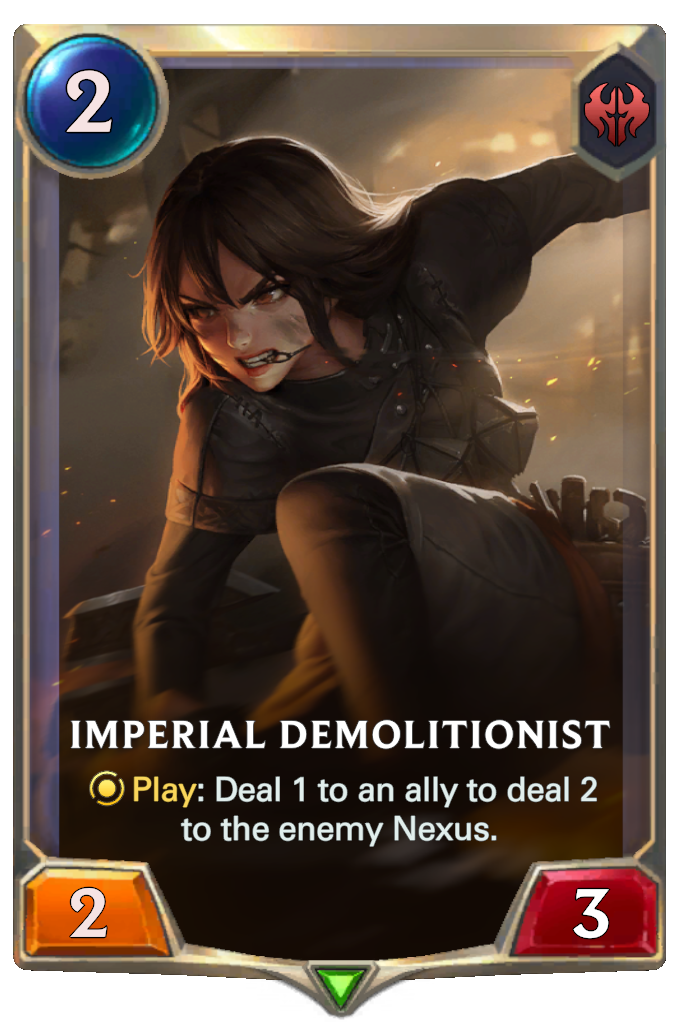 2
IMPERIAL DEMOLITIONIST
Play: Deal 1 to an ally to deal 2
to the enemy Nexus.
2
3